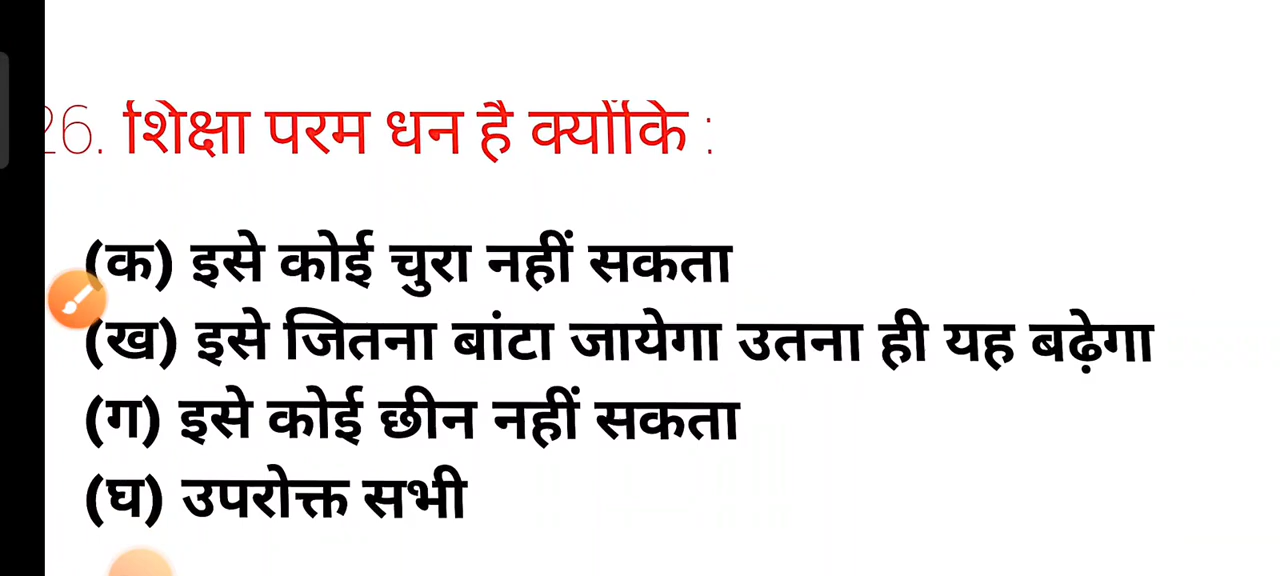 26. शिक्षा परम धन है क्योंकि :
(क) इसे कोई चुरा नहीं सकता
(ख) इसे जितना बांटा जायेगा उतना ही यह बढ़ेगा
(ग) इसे कोई छीन नहीं सकता
(घ) उपरोक्त सभी